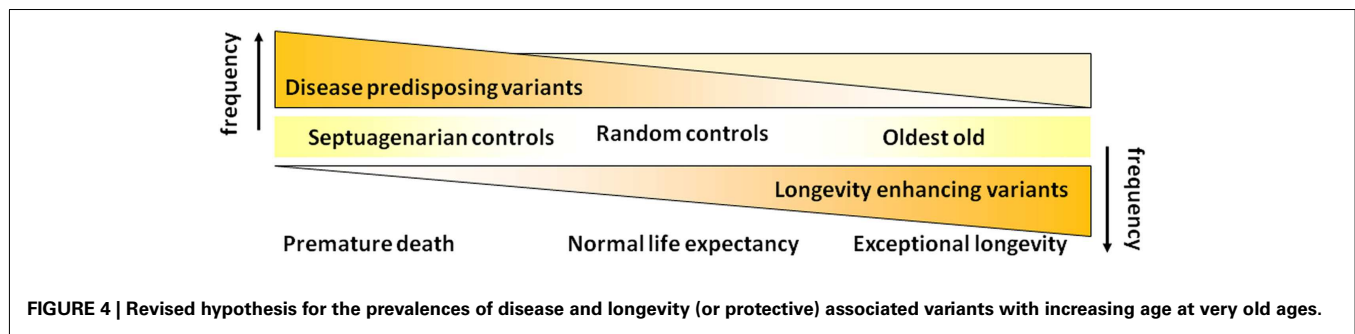 frequency
Disease predisposing variants
Septuagenarian controls Random controls Oldest old
frequency
Longevity enhancing variants
Premature death Normal life expectancy Exceptional longevity
FIGURE 4 | Revised hypothesis for the prevalences of disease and longevity (or protective) associated variants with increasing age at very old ages.